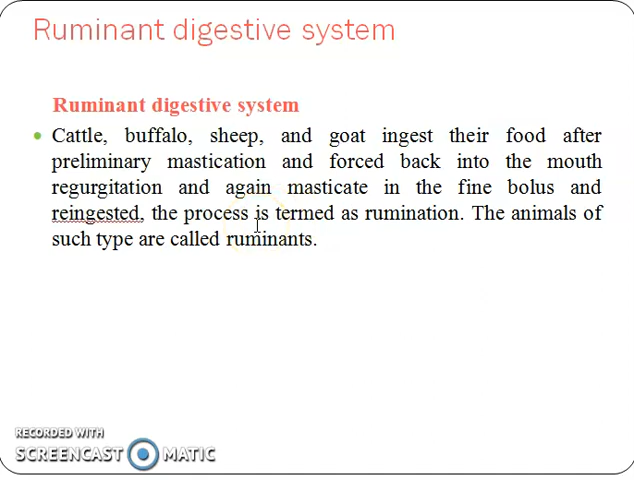 Ruminant digestive system
Ruminant digestive system
Cattle, buffalo, sheep, and goat ingest their food after
preliminary mastication and forced back into the mouth
regurgitation and again masticate in the fine bolus and
reingested, the process is termed as rumination. The animals of
such type are called ruminants.
RECORDED WITH
SCREENCAST MATIC